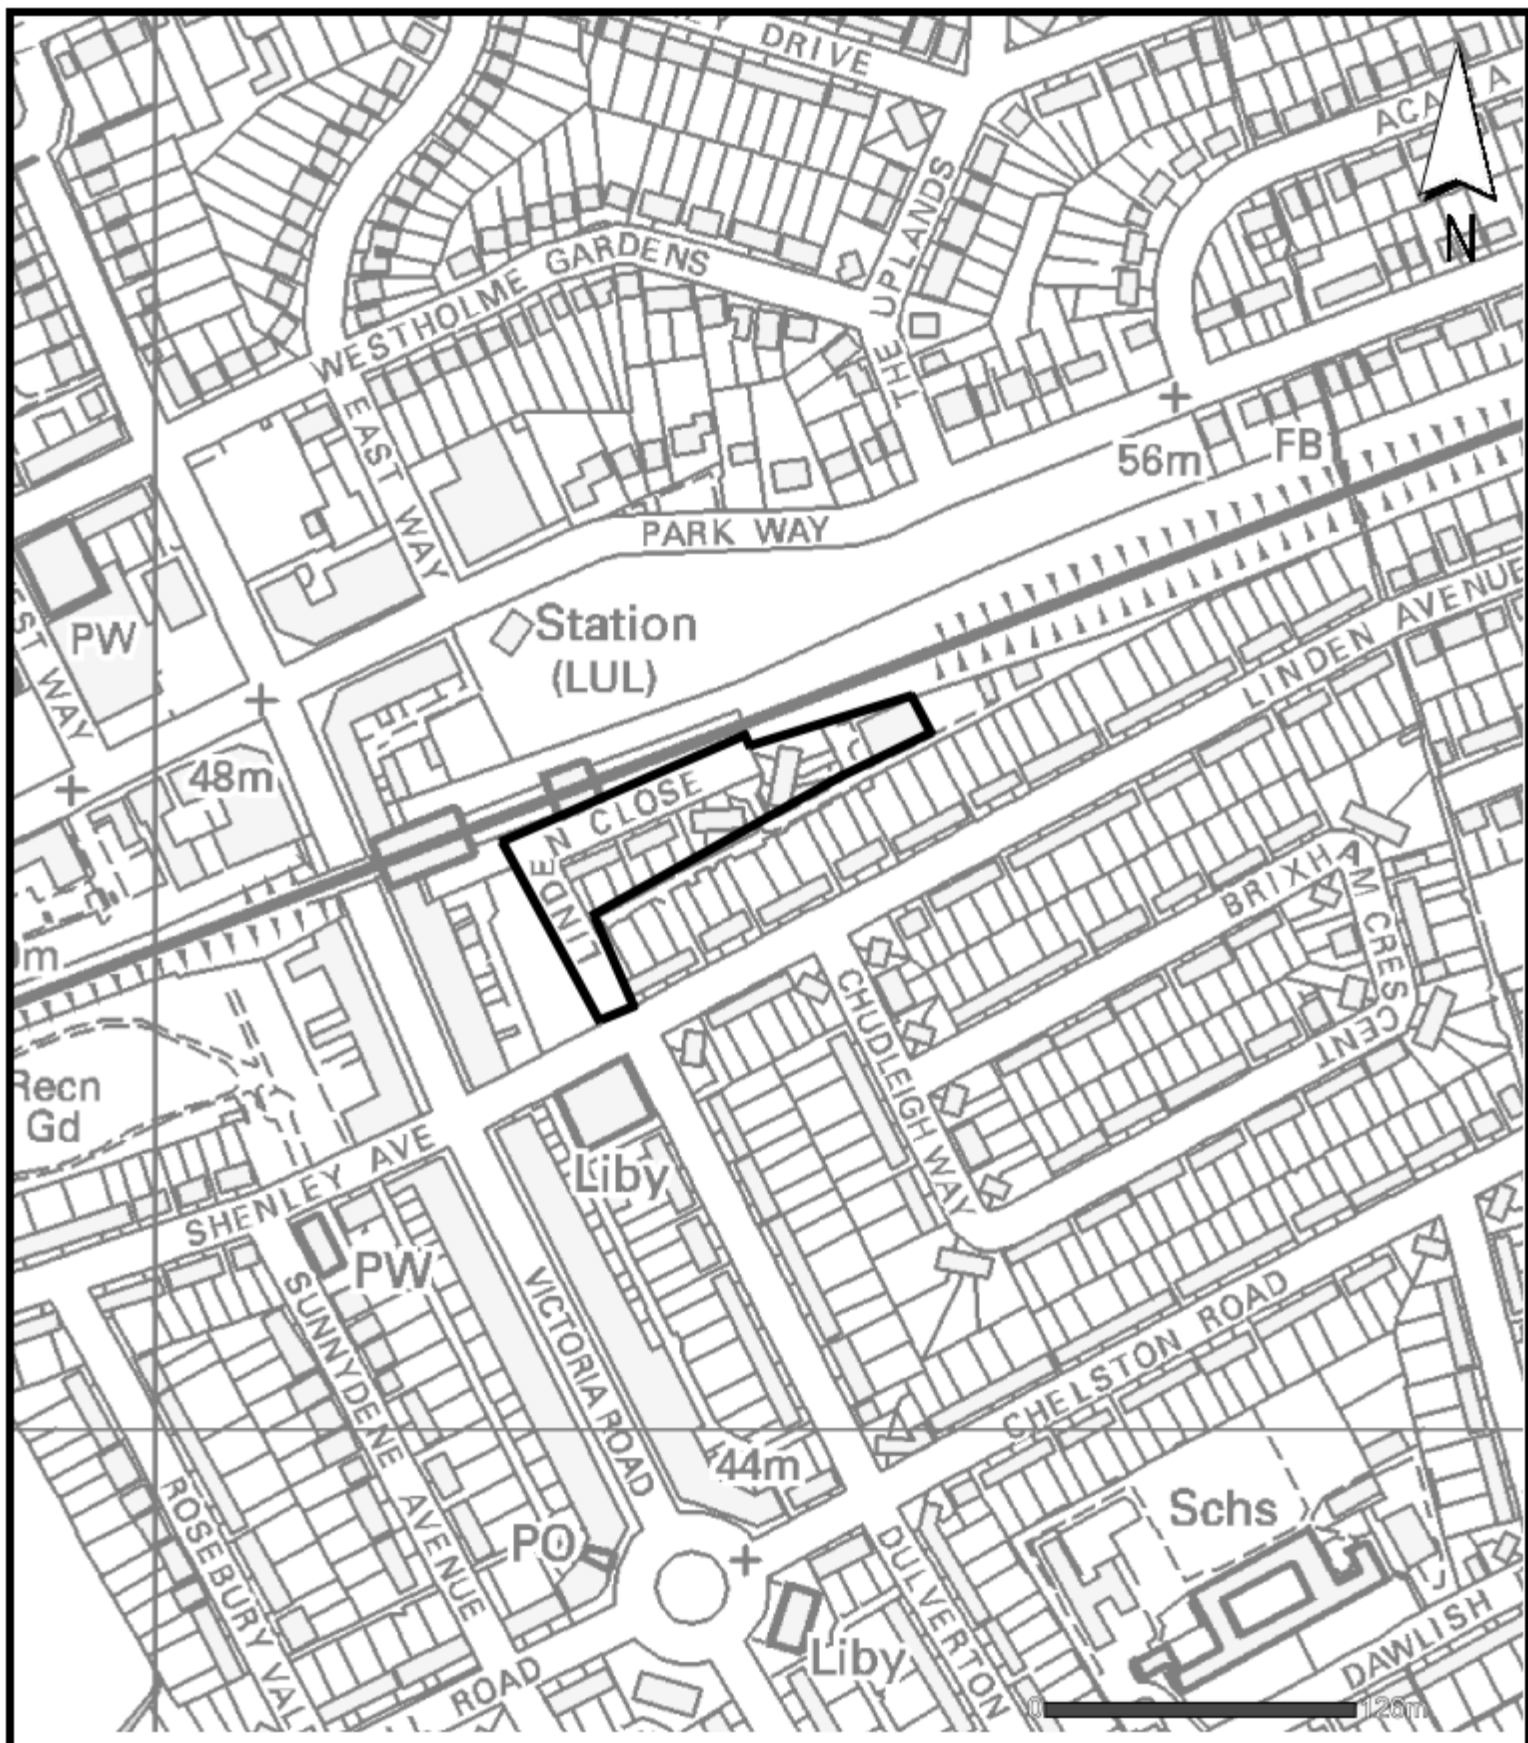 DRIVE
ACACIA
N
THE UPLANDS
WESTHOLME GARDENS
EAST WAY
56m
FB
PARK WAY
LINDEN AVENUE
Station
(LUL)
PW
WAY
48m
LINDEN CLOSE
BRIXHAM CRESCENT
CHUDLEIGH WAY
Recn
Gd
Liby
SHENLEY AVE
PW
SUNNYDENE AVENUE
VICTORIA ROAD
CHELSTON ROAD
44m
ROSEBURY
PO
Schs
DULVERTON
Liby
DAWLISH
ROAD
0 126m